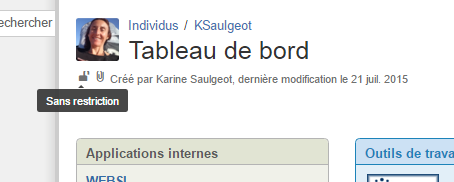 echercher
Individus / KSaulgeot
Tableau de bord
Créé par Karine Saulgeot, dernière modification le 21 juil. 2015
Sans restriction
Applications internes
Outils de trava
WEBSI